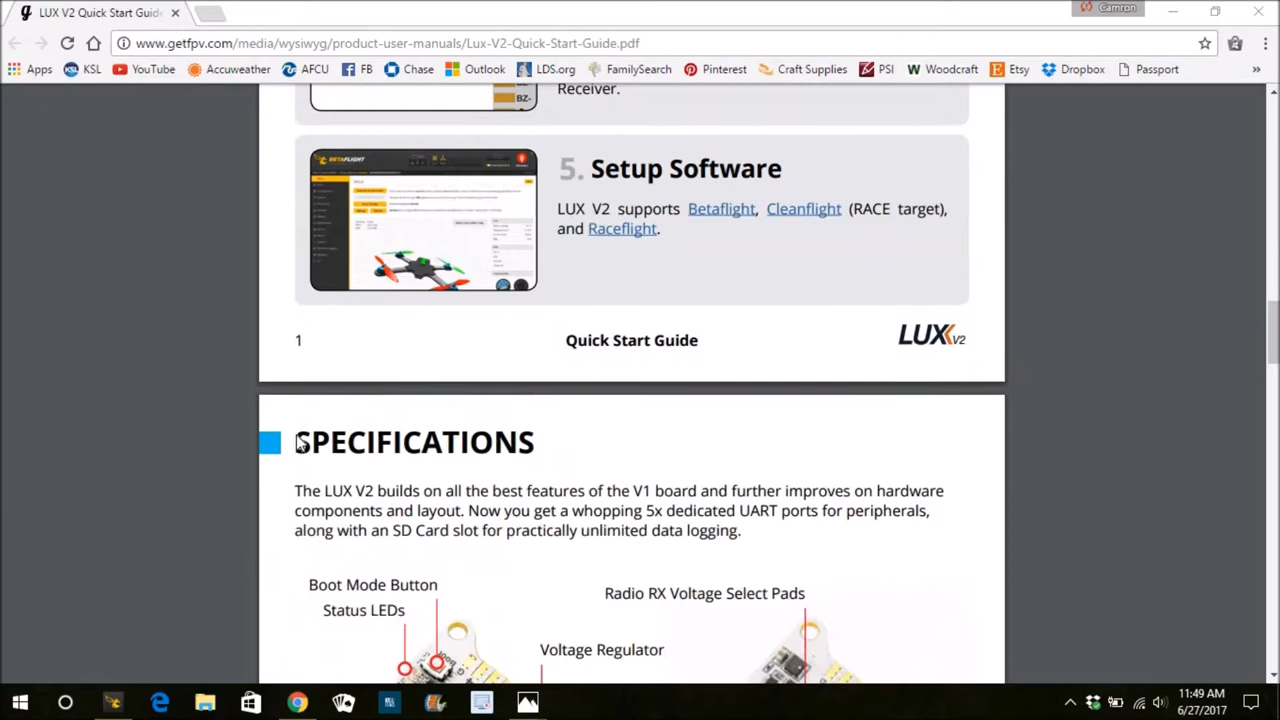 LUX V2 Quick Start Guide
Camron
www.getfpv.com/media/wysiwyg/product-user-manuals/Lux-V2-Quick-Start-Guide.pdf
Apps KSL YouTube Accuweather AFCU FB Chase Outlook LDS.org FamilySearch Pinterest Craft Supplies PSI Woodcraft Etsy Dropbox Passport »
BZ-
Receiver.
BETAFLIGHT
5. Setup Software
LUX V2 supports Betaflight, Cleanflight (RACE target),
and Raceflight.
1 Quick Start Guide LUX V2
SPECIFICATIONS
The LUX V2 builds on all the best features of the V1 board and further improves on hardware
components and layout. Now you get a whopping 5x dedicated UART ports for peripherals,
along with an SD Card slot for practically unlimited data logging.
Boot Mode Button
Radio RX Voltage Select Pads
Status LEDs
Voltage Regulator
Boot
11:49 AM
6/27/2017